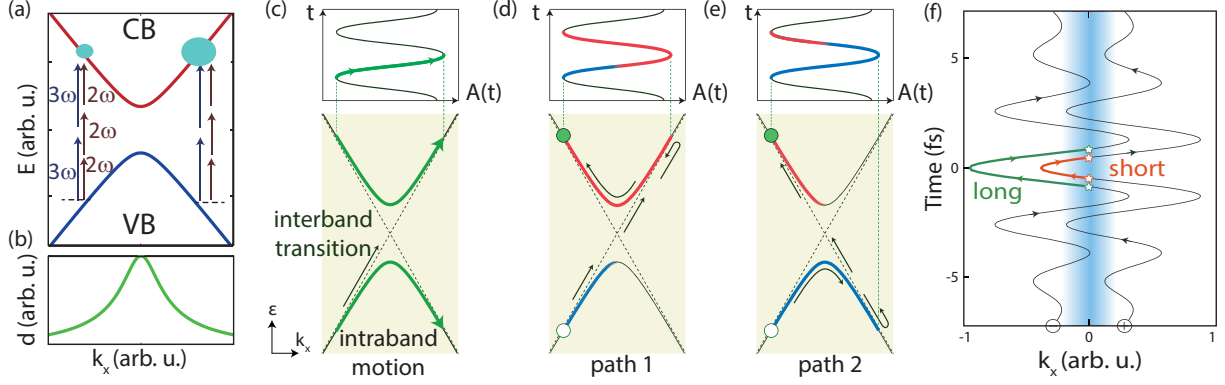 (a)
CB
3ω
2ω
2ω
3ω
2ω
VB
E (arb. u.)
(b)
d (arb. u.)
k_x (arb. u.)
(c)
t
A(t)
interband
transition
ε
k_x
intraband
motion
(d)
t
A(t)
path 1
(e)
t
A(t)
path 2
(f)
5
0
-5
Time (fs)
short
long
-
+
-1
0
1
k_x (arb. u.)